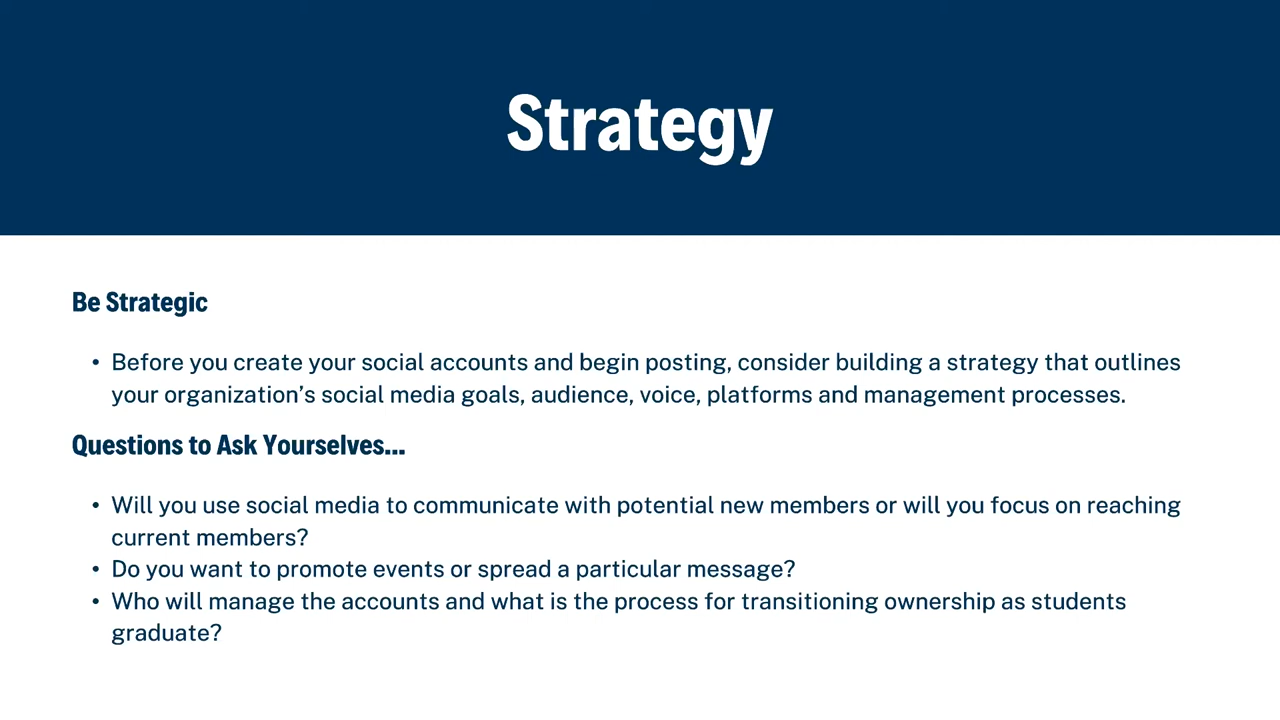 Strategy
Be Strategic
• Before you create your social accounts and begin posting, consider building a strategy that outlines
your organization’s social media goals, audience, voice, platforms and management processes.
Questions to Ask Yourselves...
• Will you use social media to communicate with potential new members or will you focus on reaching
current members?
• Do you want to promote events or spread a particular message?
• Who will manage the accounts and what is the process for transitioning ownership as students
graduate?